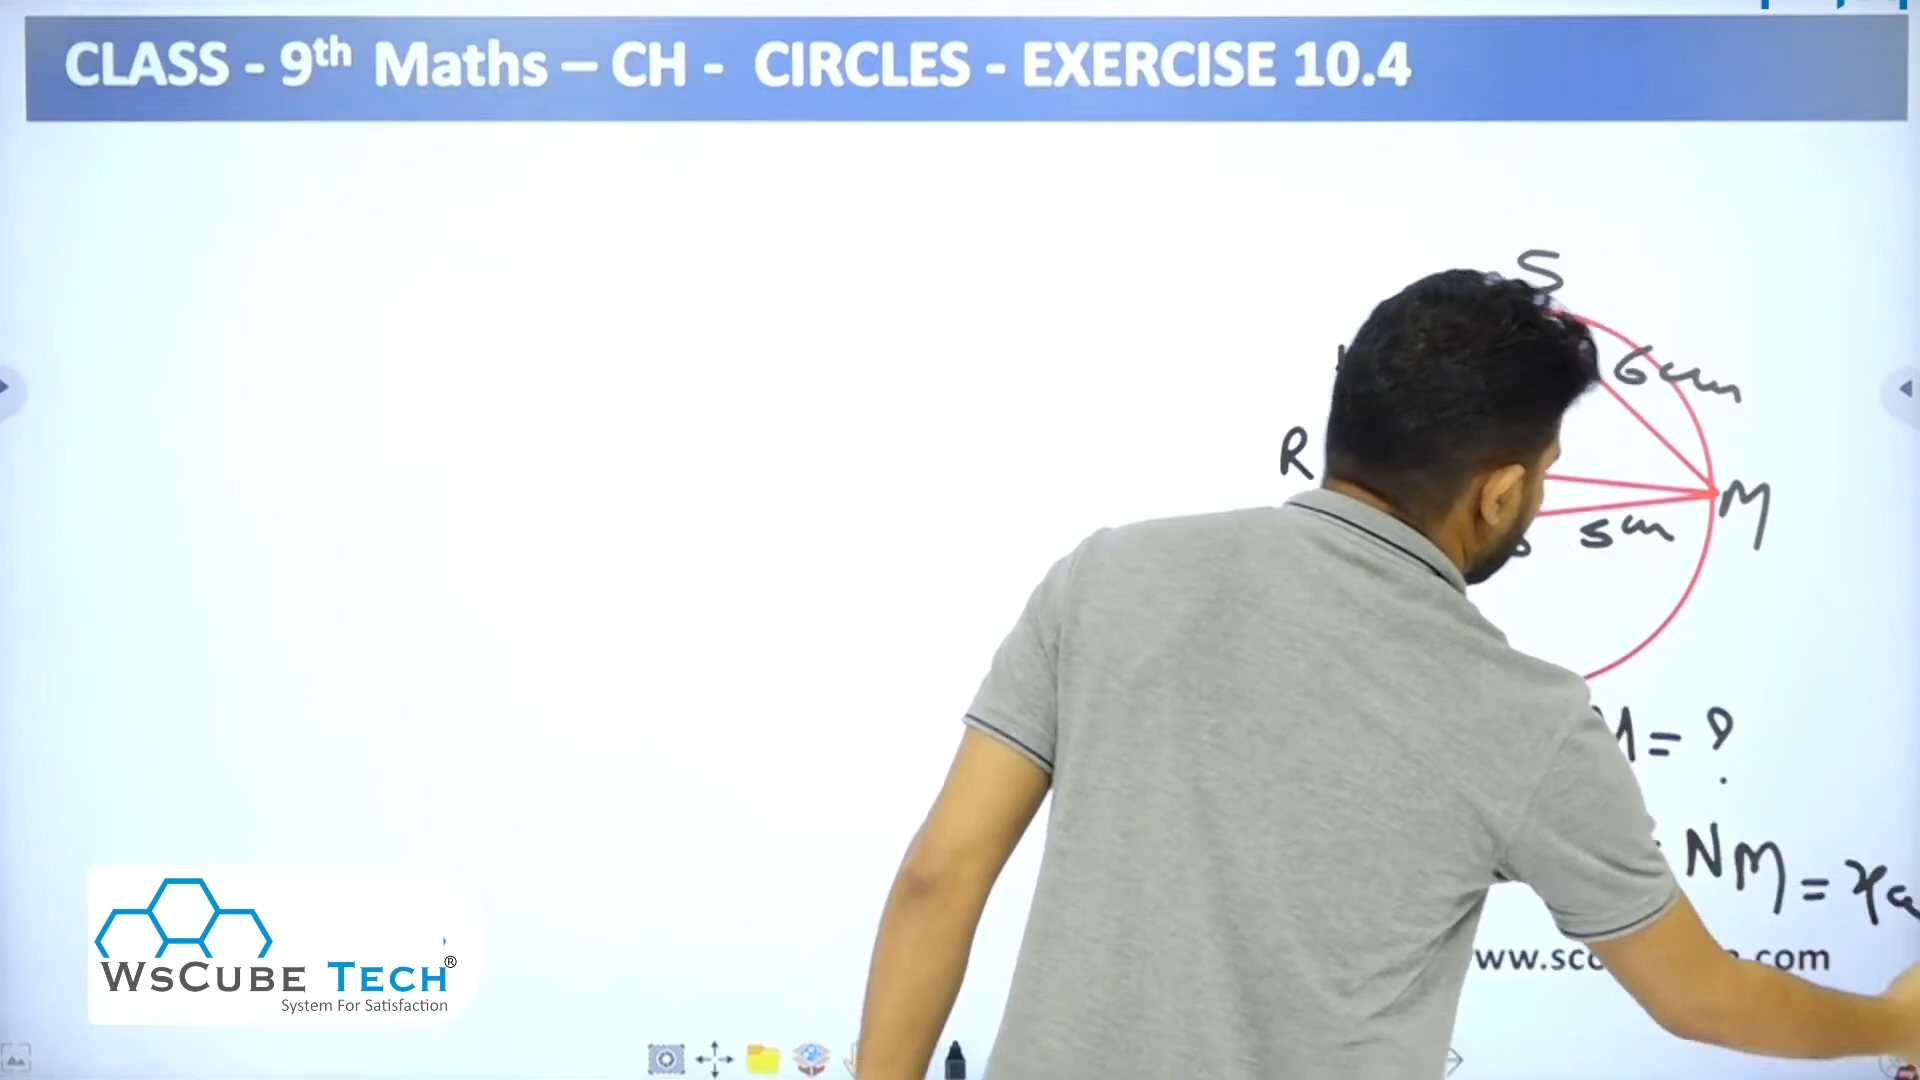 CLASS - 9th Maths – CH - CIRCLES - EXERCISE 10.4
S
6cm
R
M
5cm
M = ?
NM = x
WSCUBE TECH®
System For Satisfaction